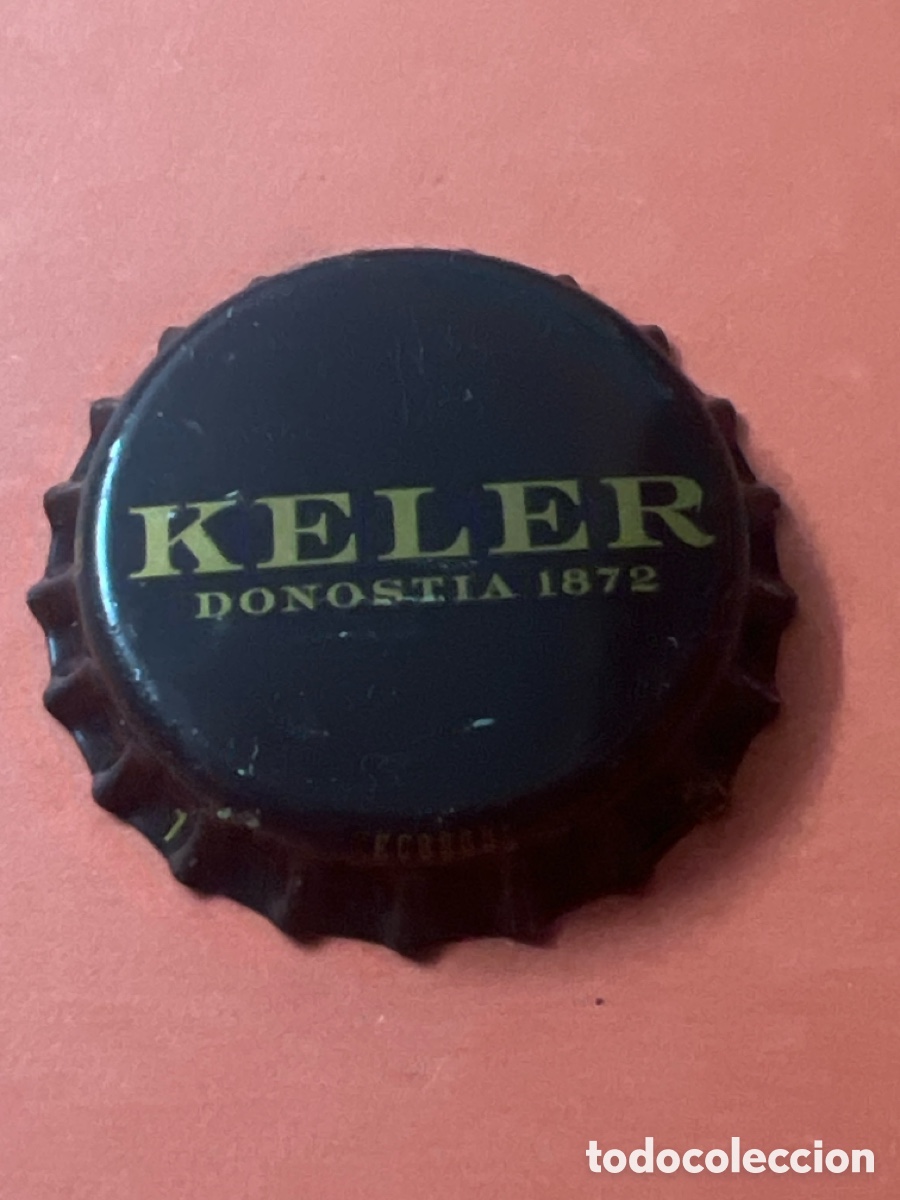 KELER
DONOSTIA 1872
todocoleccion